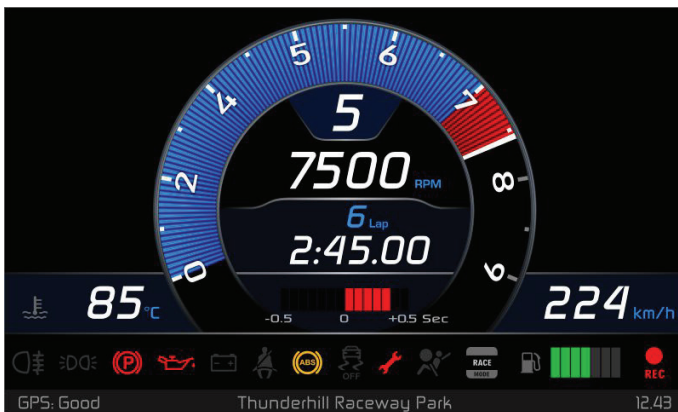 5
6
4
7
5
2
7500 RPM
8
6 Lap
2:45.00
0
9
85 °C
224 km/h
-0.5 0 +0.5 Sec
P
ABS
OFF
RACE
MODE
REC
GPS: Good
Thunderhill Raceway Park
12.43